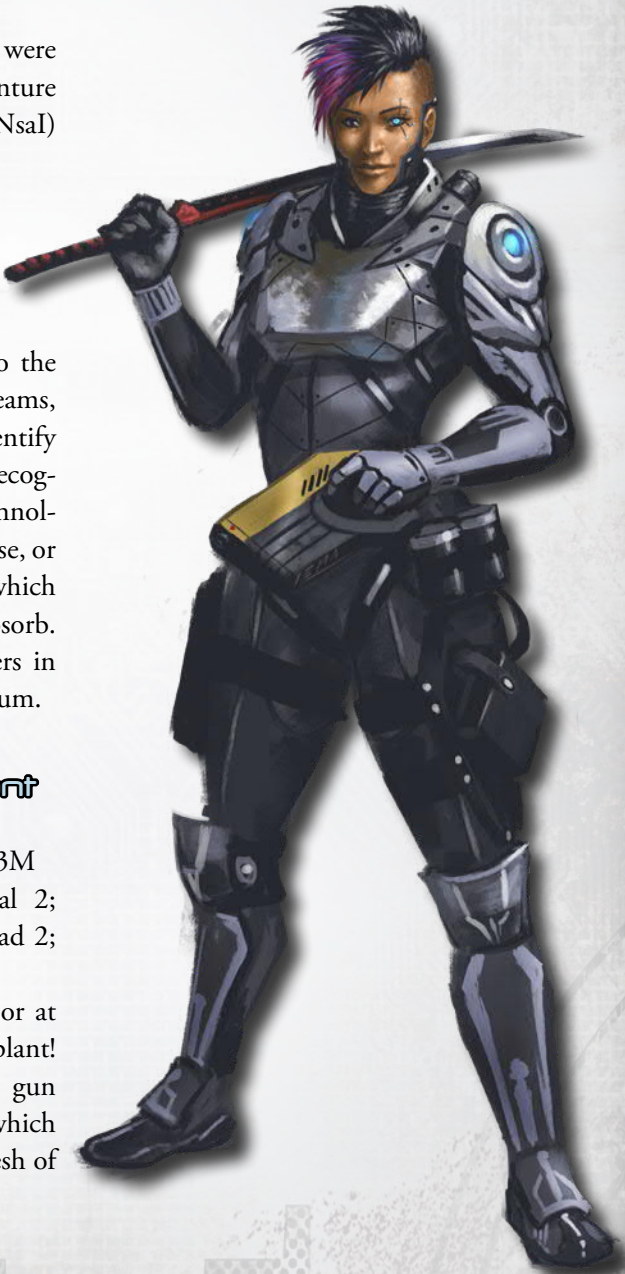 were
nture
NsaI)
o the
eams,
entify
ecog-
nnol-
se, or
which
sorb.
ers in
um.
nt
3M
al 2;
ad 2;
or at
plant!
gun
which
esh of